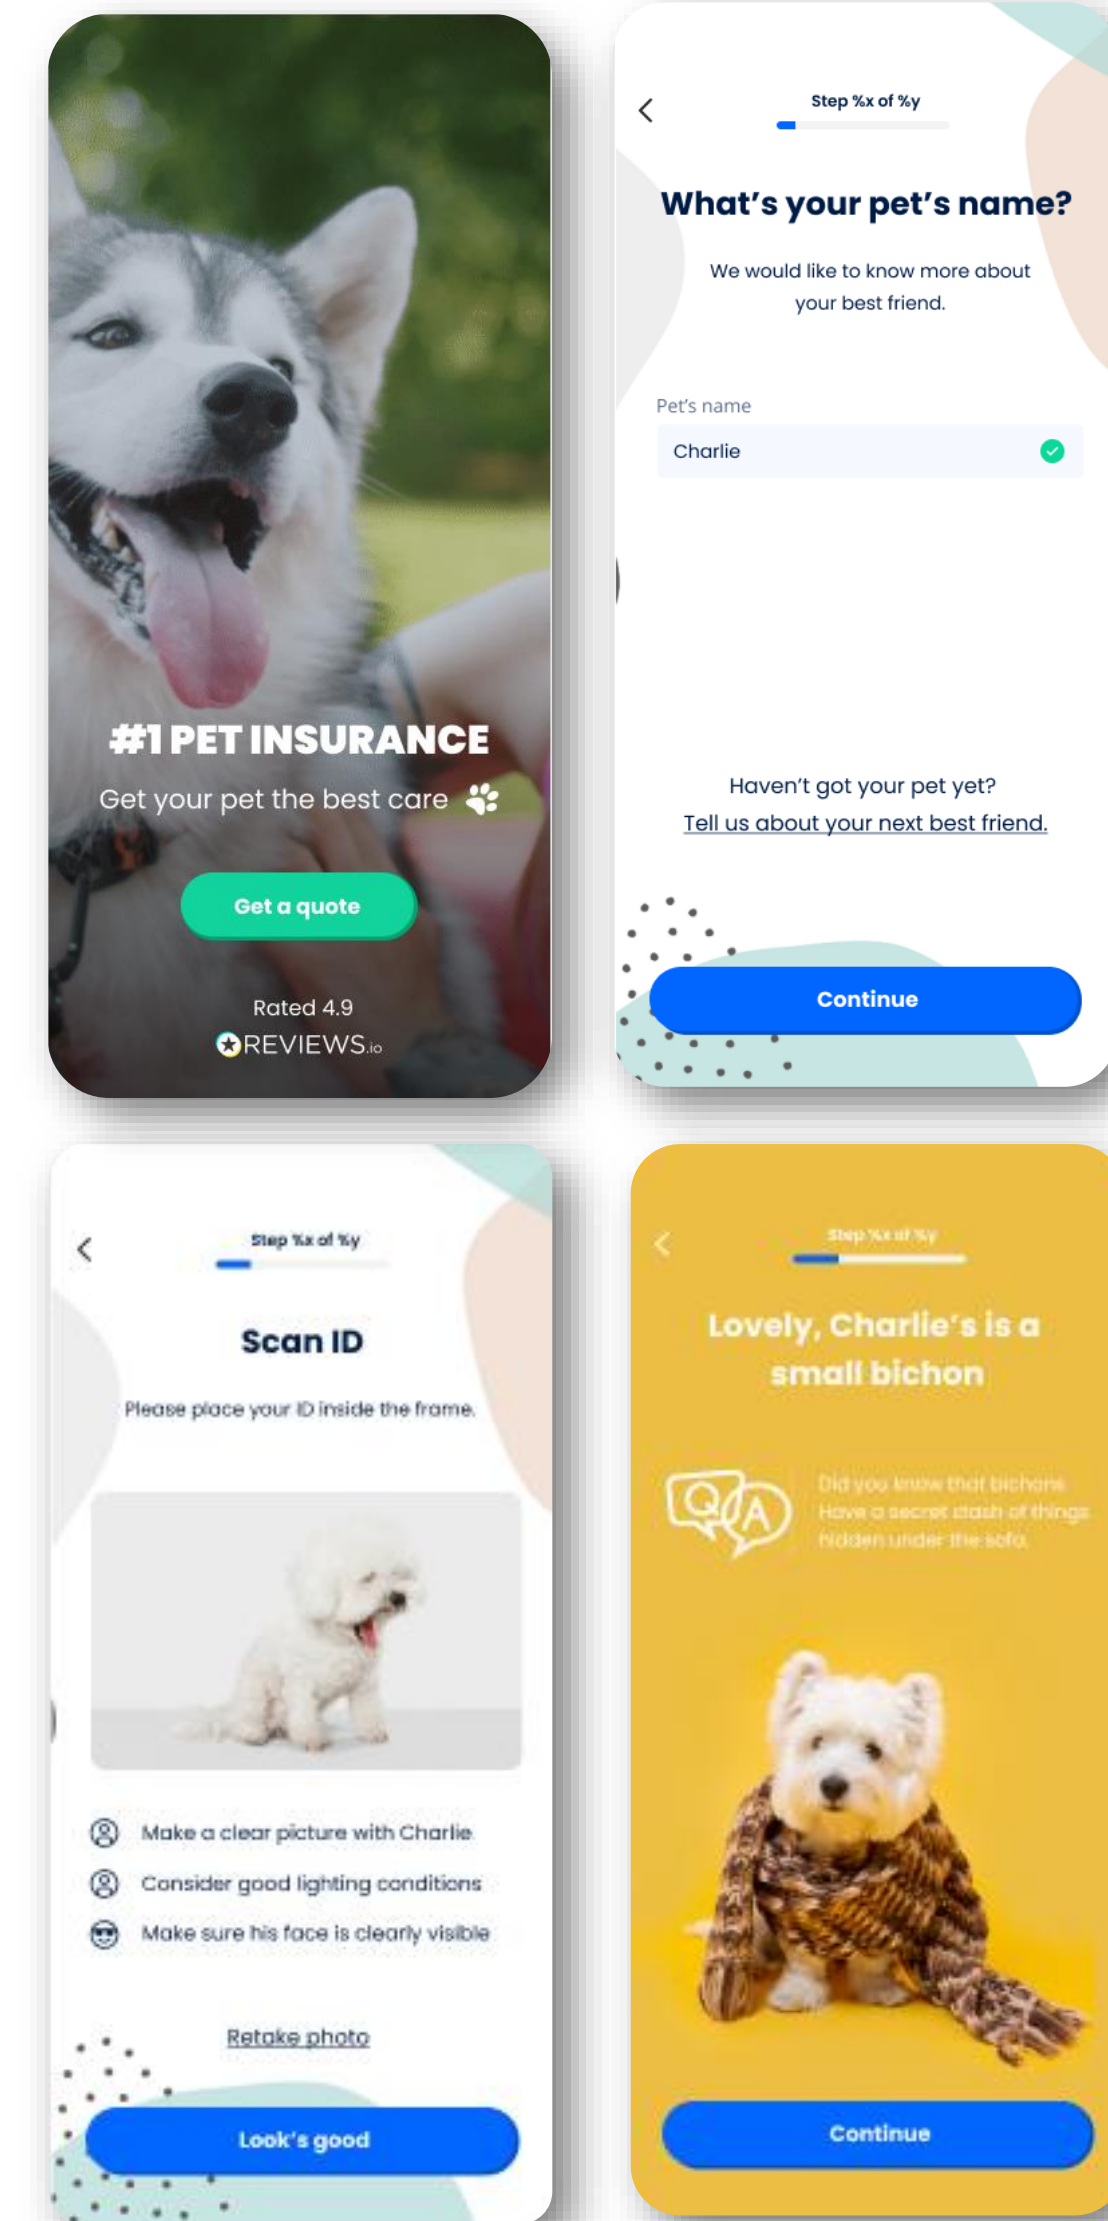 #1 PET INSURANCE
Get your pet the best care
Get a quote
Rated 4.9
REVIEWS.io
Step %x of %y
What's your pet's name?
We would like to know more about
your best friend.
Pet's name
Charlie
Haven't got your pet yet?
Tell us about your next best friend.
Continue
Step %x of %y
Scan ID
Please place your ID inside the frame.
Make a clear picture with Charlie
Consider good lighting conditions
Make sure his face is clearly visible
Retake photo
Look's good
Step %x of %y
Lovely, Charlie's is a
small bichon
Q A
Did you know that bichons
Have a secret stash of things
hidden under the sofa.
Continue